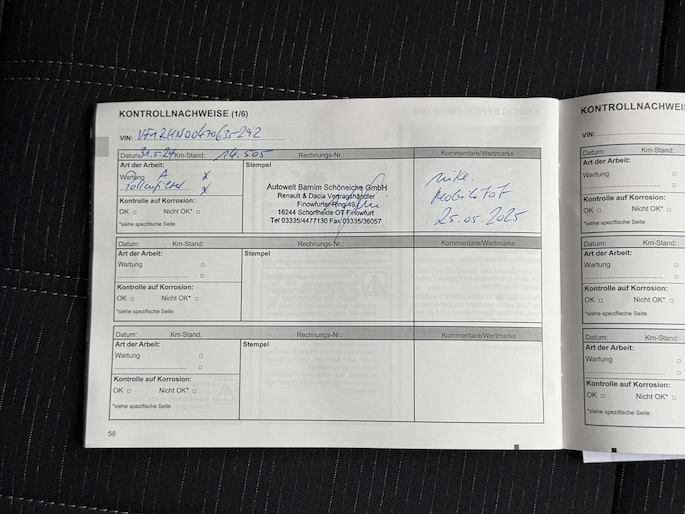 KONTROLLNACHWEISE (1/6)
VIN:
Datum: 31.5.24 Km-Stand: 14.505 Rechnungs-Nr.: Kommentare/Wertmarke
Art der Arbeit: Stempel
Wartung A x
Pollenfilter x
Kontrolle auf Korrosion:
OK Nicht OK*
*siehe spezifische Seite
Autowelt Barnim Schöneiche GmbH
Renault & Dacia Vertragshändler
Finowfurter Ring 49
16244 Schorfheide OT Finowfurt
Tel 03335/4477130 Fax 03335/36057
inkl.
Mobilität
25.05.2025
Datum: Km-Stand: Rechnungs-Nr.: Kommentare/Wertmarke
Art der Arbeit: Stempel
Wartung
Kontrolle auf Korrosion:
OK Nicht OK*
*siehe spezifische Seite
Datum: Km-Stand: Rechnungs-Nr.: Kommentare/Wertmarke
Art der Arbeit: Stempel
Wartung
Kontrolle auf Korrosion:
OK Nicht OK*
*siehe spezifische Seite
58
KONTROLLNACHWEIS
VIN:
Datum: Km-Stand:
Art der Arbeit:
Wartung
Kontrolle auf Korrosion:
OK Nicht OK*
*siehe spezifische Seite
Datum: Km-Stand:
Art der Arbeit:
Wartung
Kontrolle auf Korrosion:
OK Nicht OK*
*siehe spezifische Seite
Datum: Km-Stand:
Art der Arbeit:
Wartung
Kontrolle auf Korrosion:
OK Nicht OK*
*siehe spezifische Seite